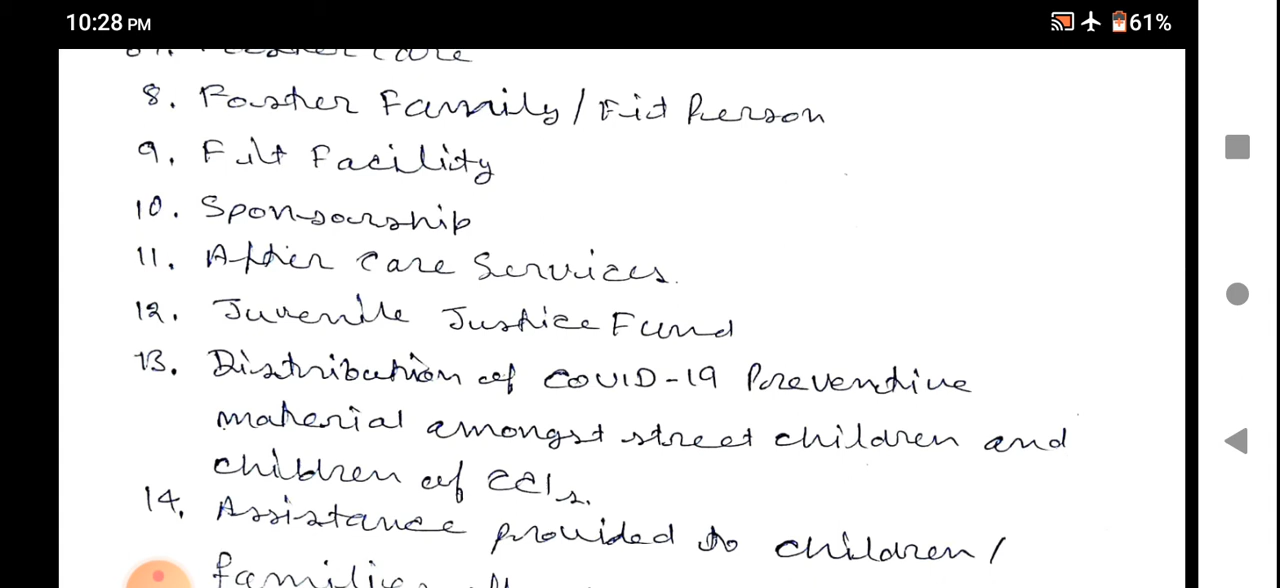 10:28 PM
61%
Care
8. Foster Family / Fit Person
9. Fit Facility
10. Sponsorship
11. After Care Services.
12. Juvenile Justice Fund
13. Distribution of COVID-19 Preventive
material amongst street children and
children of CCIs.
14. Assistance provided to children /
families